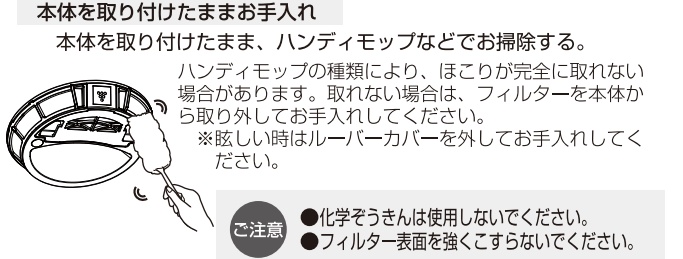 本体を取り付けたままお手入れ
本体を取り付けたまま、ハンディモップなどでお掃除する。
ハンディモップの種類により、ほこりが完全に取れない
場合があります。取れない場合は、フィルターを本体か
ら取り外してお手入れしてください。
※眩しい時はルーバーカバーを外してお手入れしてく
ださい。
ご注意
●化学ぞうきんは使用しないでください。
●フィルター表面を強くこすらないでください。